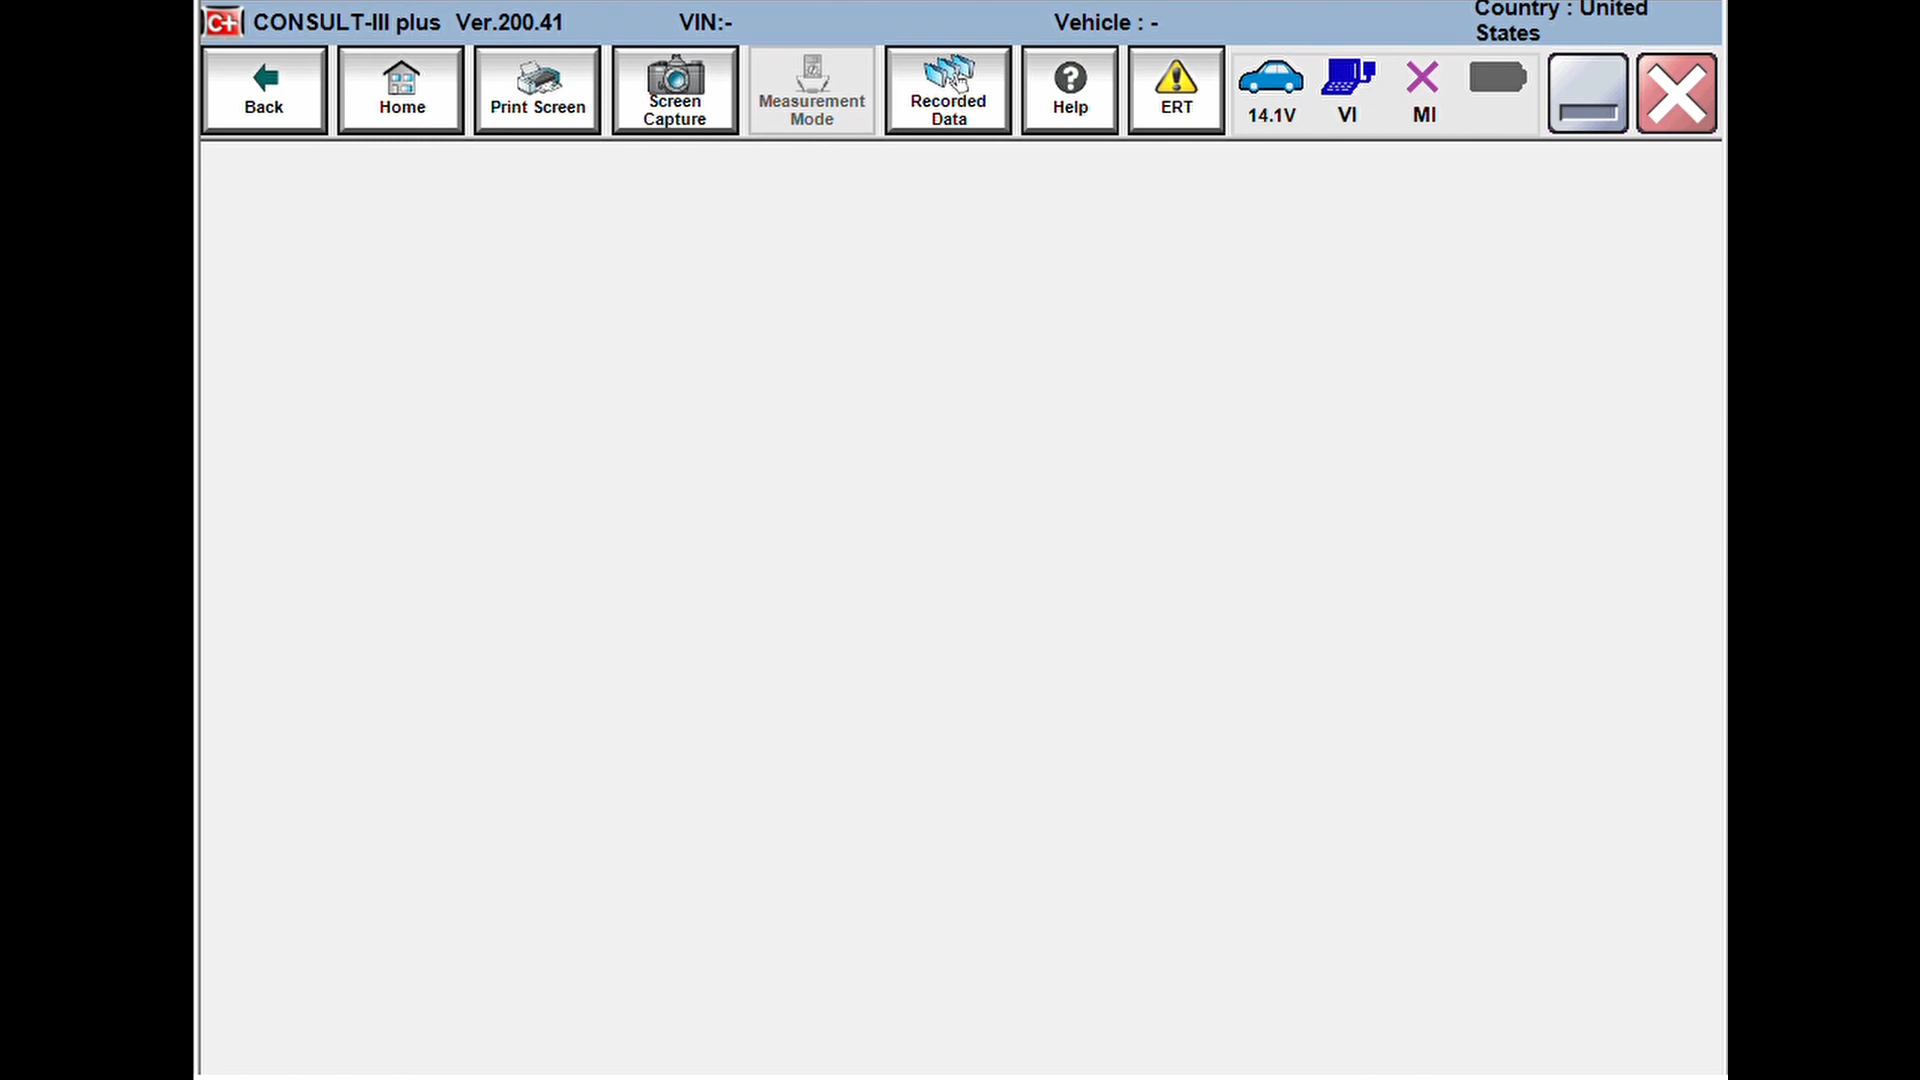 C+ CONSULT-III plus Ver.200.41 VIN:- Vehicle : - Country : United
States
Back
Home
Print Screen
Screen
Capture
Measurement
Mode
Recorded
Data
Help
ERT
14.1V
VI
MI